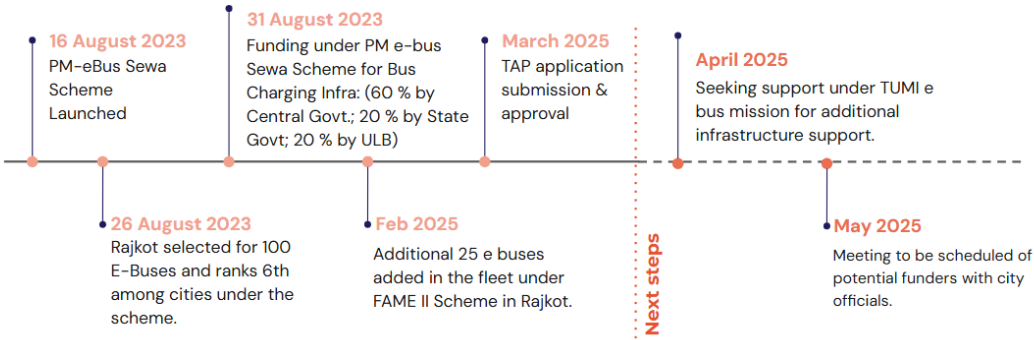 16 August 2023
PM-eBus Sewa
Scheme
Launched
26 August 2023
Rajkot selected for 100
E-Buses and ranks 6th
among cities under the
scheme.
31 August 2023
Funding under PM e-bus
Sewa Scheme for Bus
Charging Infra: (60 % by
Central Govt.; 20 % by State
Govt; 20 % by ULB)
Feb 2025
Additional 25 e buses
added in the fleet under
FAME II Scheme in Rajkot.
March 2025
TAP application
submission &
approval
Next steps
April 2025
Seeking support under TUMI e
bus mission for additional
infrastructure support.
May 2025
Meeting to be scheduled of
potential funders with city
officials.